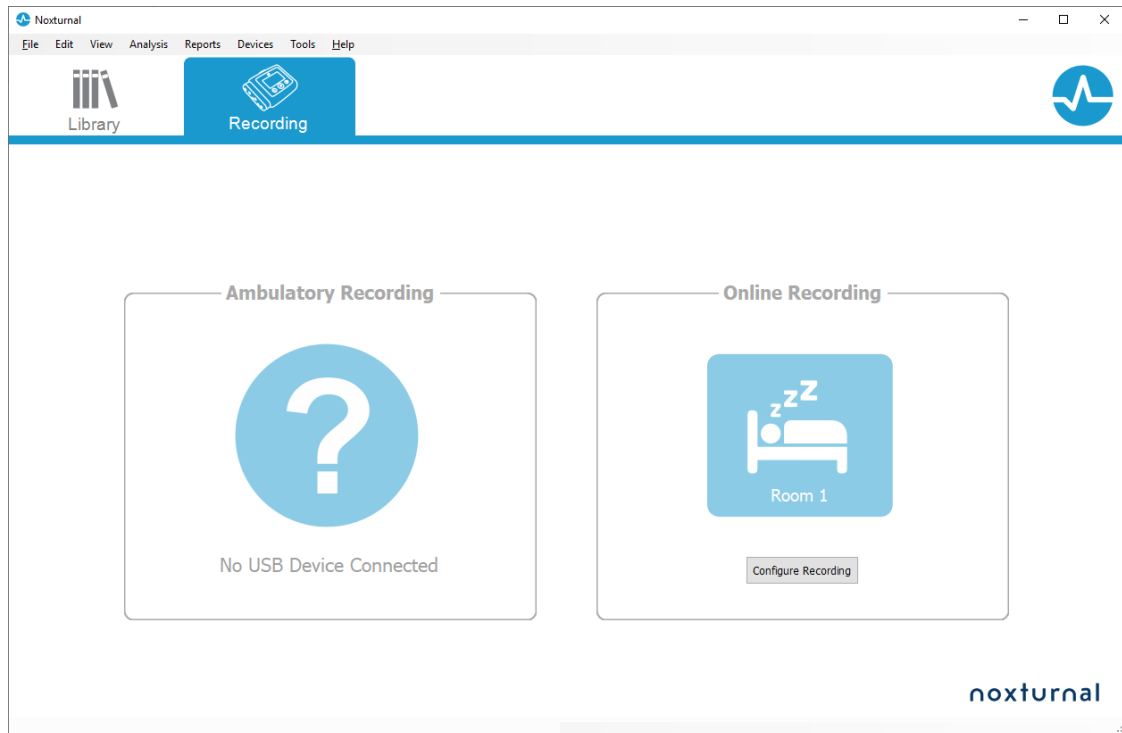 Noxturnal
File Edit View Analysis Reports Devices Tools Help
Library
Recording
Ambulatory Recording
?
No USB Device Connected
Online Recording
zzZ
Room 1
Configure Recording
noxturnal